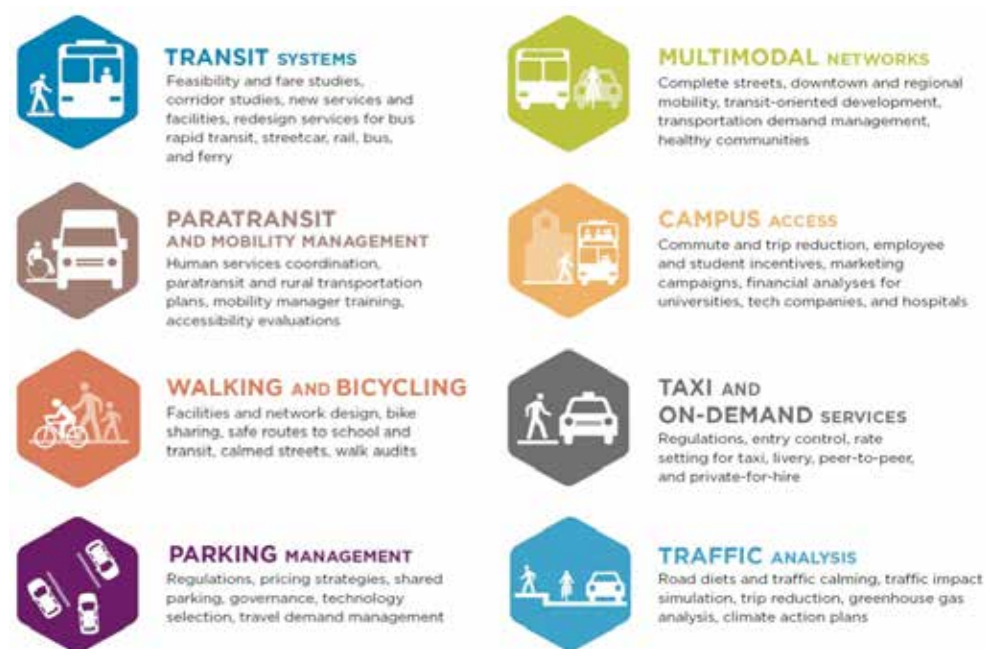 TRANSIT SYSTEMS
Feasibility and fare studies,
corridor studies, new services and
facilities, redesign services for bus
rapid transit, streetcar, rail, bus,
and ferry
PARATRANSIT
AND MOBILITY MANAGEMENT
Human services coordination,
paratransit and rural transportation
plans, mobility manager training,
accessibility evaluations
WALKING AND BICYCLING
Facilities and network design, bike
sharing, safe routes to school and
transit, calmed streets, walk audits
PARKING MANAGEMENT
Regulations, pricing strategies, shared
parking, governance, technology
selection, travel demand management
MULTIMODAL NETWORKS
Complete streets, downtown and regional
mobility, transit-oriented development,
transportation demand management,
healthy communities
CAMPUS ACCESS
Commute and trip reduction, employee
and student incentives, marketing
campaigns, financial analyses for
universities, tech companies, and hospitals
TAXI AND
ON-DEMAND SERVICES
Regulations, entry control, rate
setting for taxi, livery, peer-to-peer,
and private-for-hire
TRAFFIC ANALYSIS
Road diets and traffic calming, traffic impact
simulation, trip reduction, greenhouse gas
analysis, climate action plans